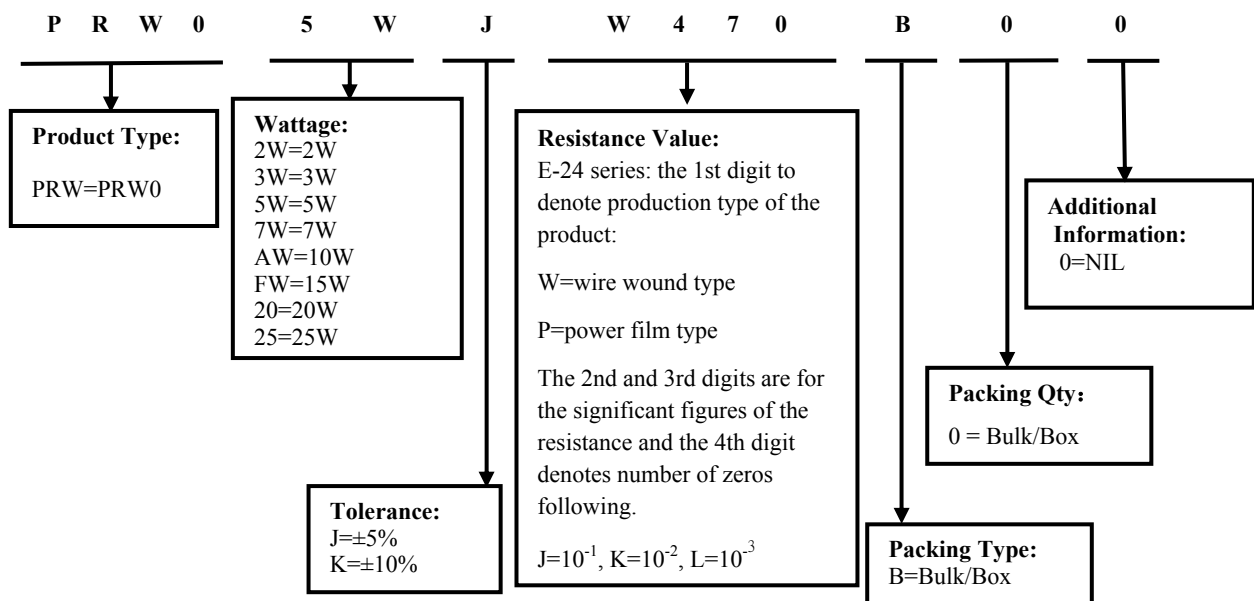 P R W 0 5 W J W 4 7 0 B 0 0
Product Type:
PRW=PRW0
Wattage:
2W=2W
3W=3W
5W=5W
7W=7W
AW=10W
FW=15W
20=20W
25=25W
Tolerance:
J=±5%
K=±10%
Resistance Value:
E-24 series: the 1st digit to
denote production type of the
product:
W=wire wound type
P=power film type
The 2nd and 3rd digits are for
the significant figures of the
resistance and the 4th digit
denotes number of zeros
following.
J=10⁻¹, K=10⁻², L=10⁻³
Packing Type:
B=Bulk/Box
Packing Qty：
0 = Bulk/Box
Additional
Information:
0=NIL